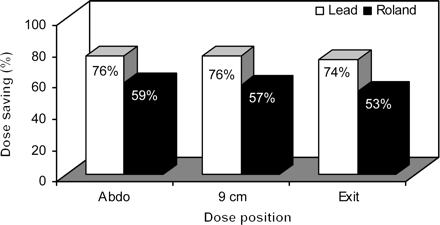 Lead Roland
100
80
60
40
20
0
Dose saving (%)
76% 59% 76% 57% 74% 53%
Abdo 9 cm Exit
Dose position